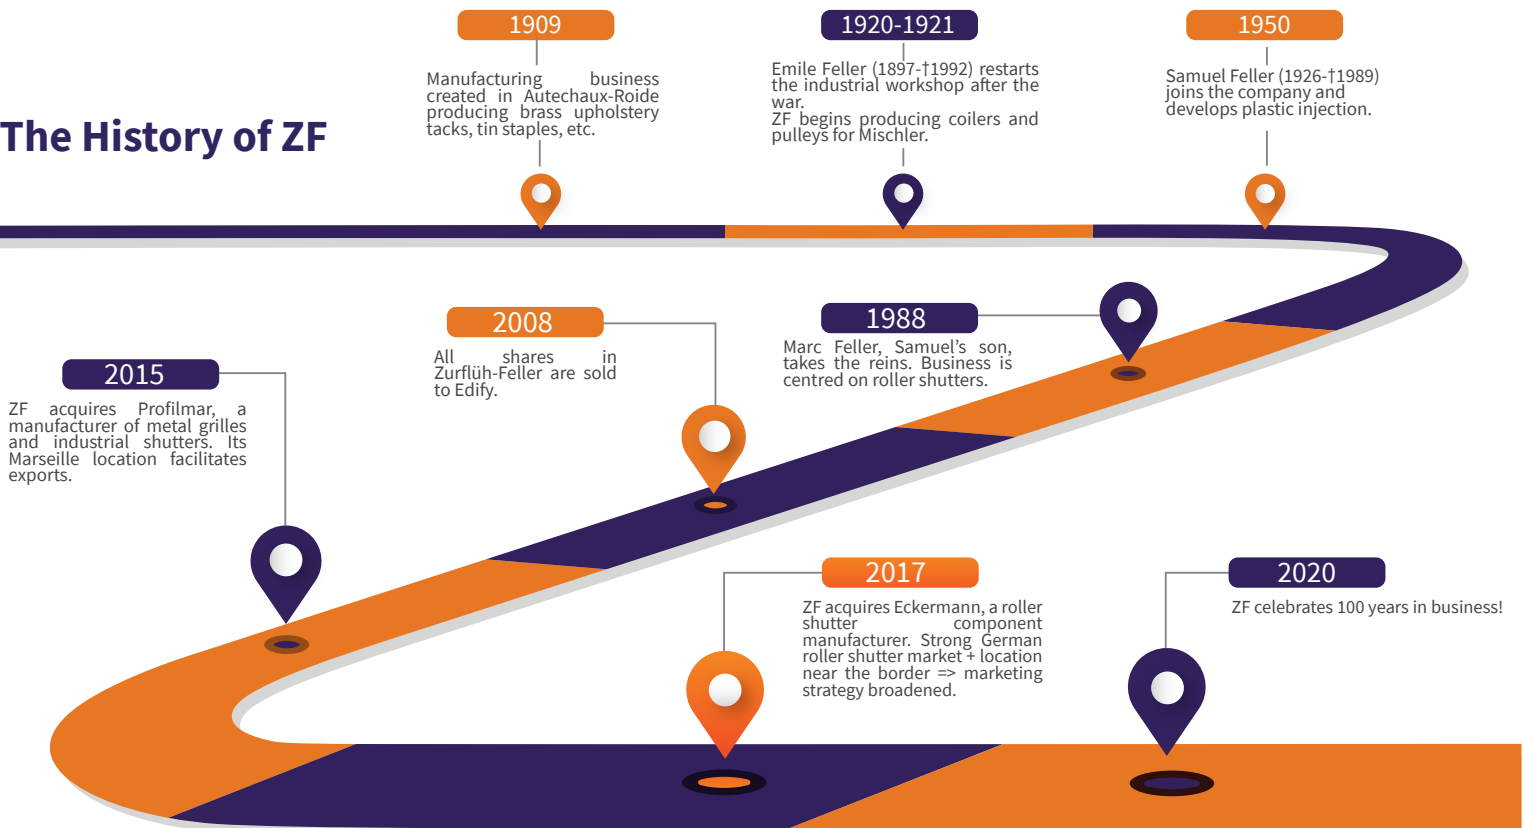 The History of ZF
1909
Manufacturing business
created in Autechaux-Roide
producing brass upholstery
tacks, tin staples, etc.
1920-1921
Emile Feller (1897-†1992) restarts
the industrial workshop after the
war.
ZF begins producing coilers and
pulleys for Mischler.
1950
Samuel Feller (1926-†1989)
joins the company and
develops plastic injection.
1988
Marc Feller, Samuel’s son,
takes the reins. Business is
centred on roller shutters.
2008
All shares in
Zurflüh-Feller are sold
to Edify.
2015
ZF acquires Profilmar, a
manufacturer of metal grilles
and industrial shutters. Its
Marseille location facilitates
exports.
2017
ZF acquires Eckermann, a roller
shutter component
manufacturer. Strong German
roller shutter market + location
near the border => marketing
strategy broadened.
2020
ZF celebrates 100 years in business!